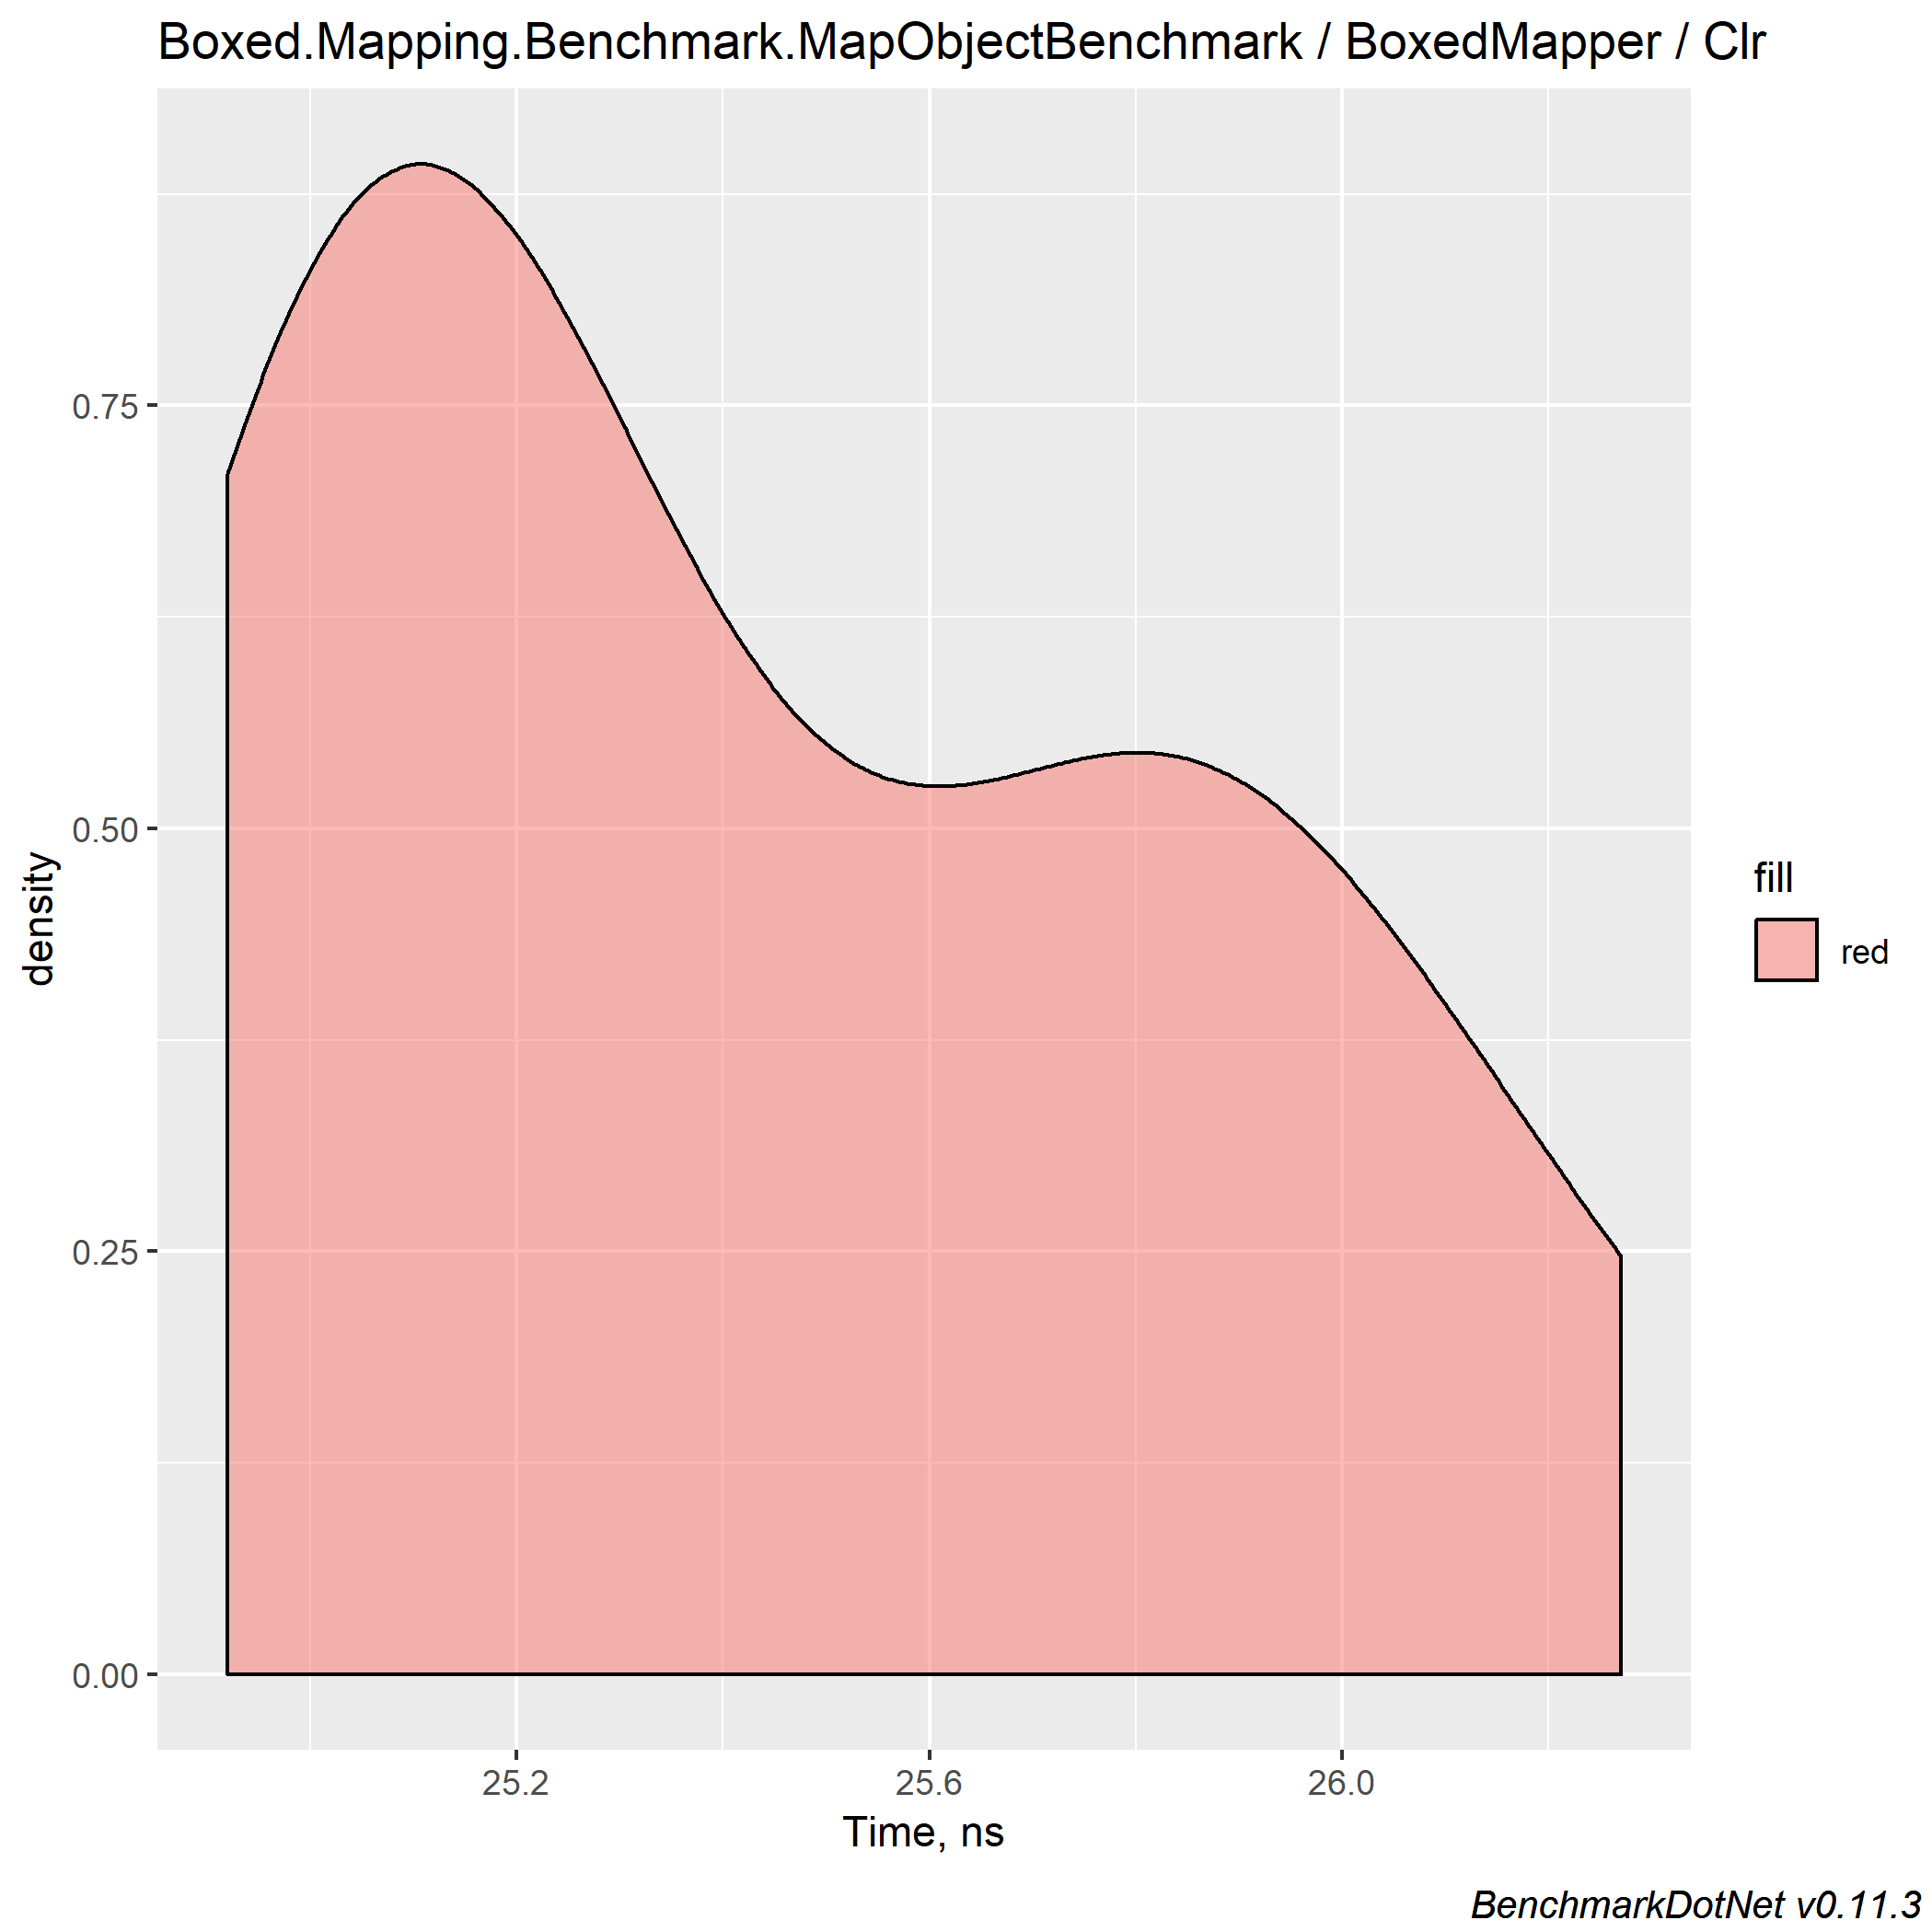 Boxed.Mapping.Benchmark.MapObjectBenchmark / BoxedMapper / Clr
density
0.75
0.50
0.25
0.00
25.2
25.6
26.0
Time, ns
fill
red
BenchmarkDotNet v0.11.3